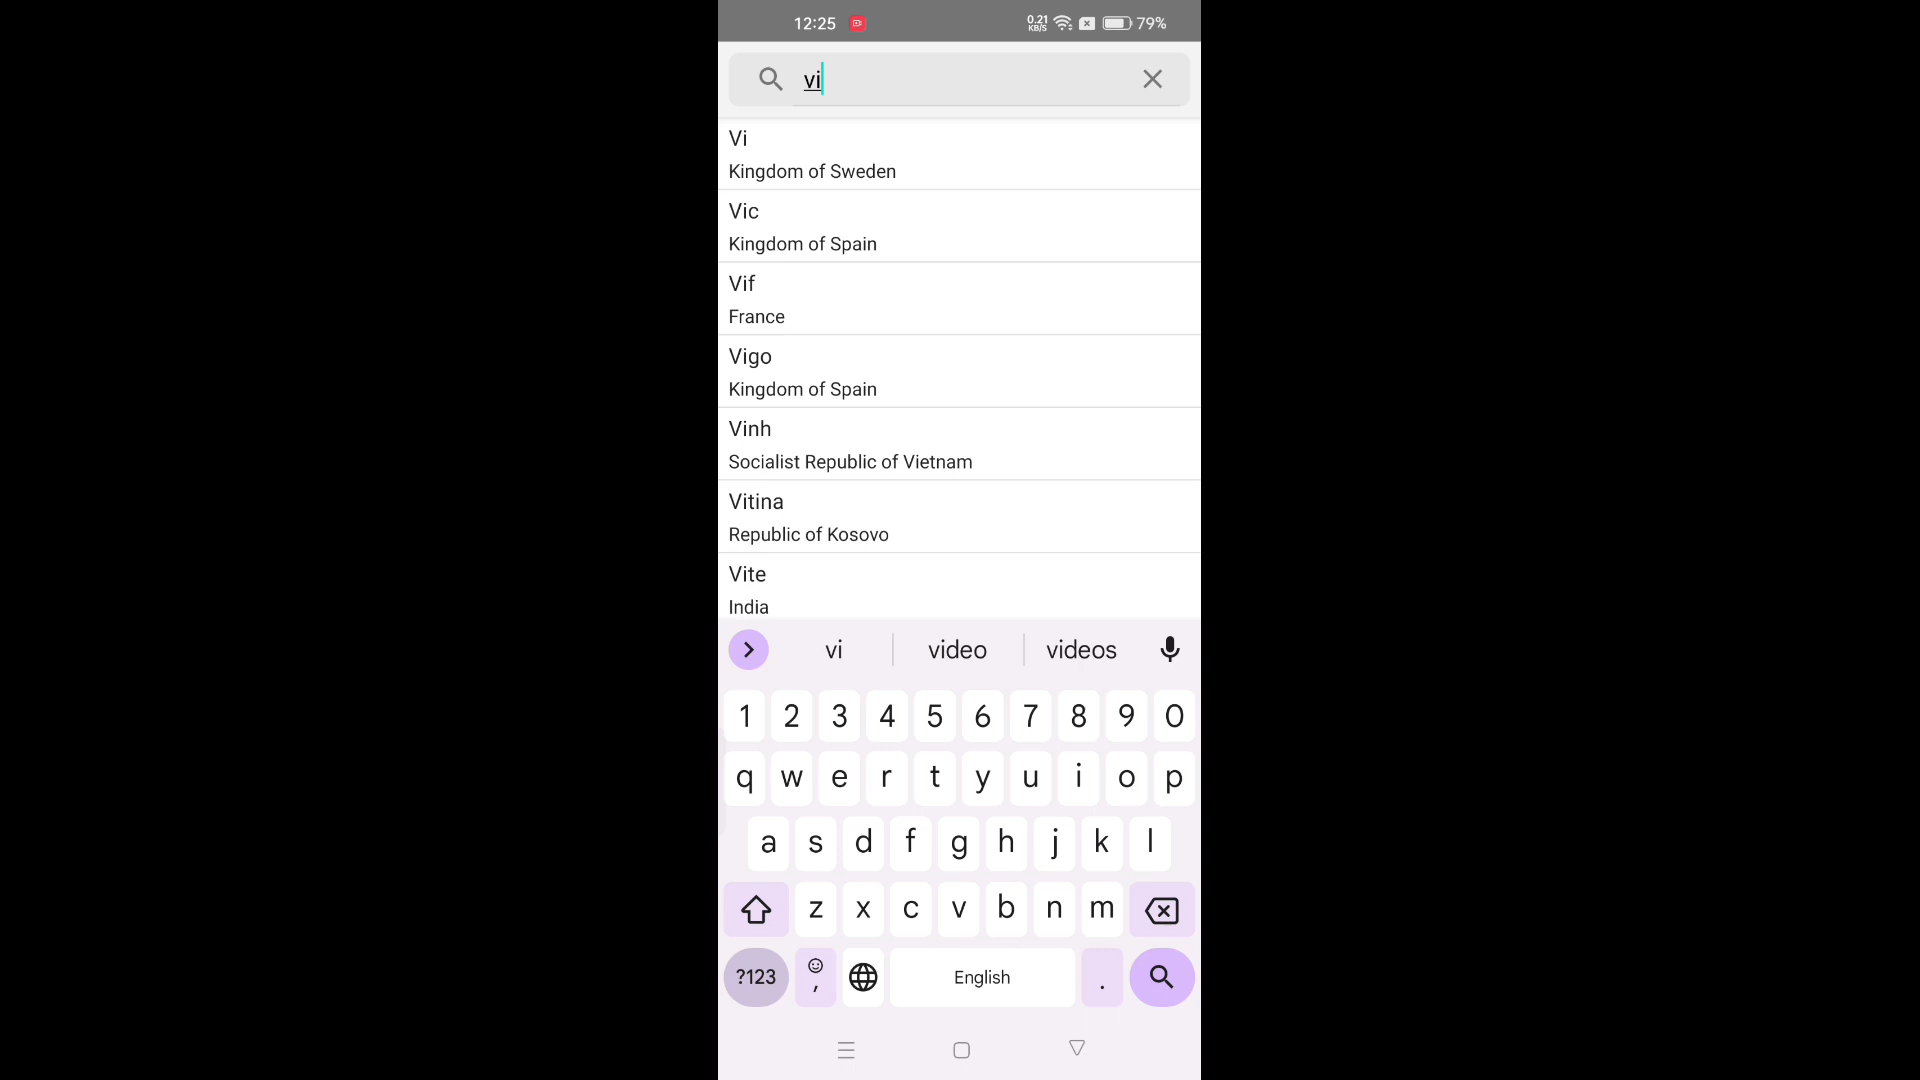 12:25
0.21
KB/S
79%
vi
Vi
Kingdom of Sweden
Vic
Kingdom of Spain
Vif
France
Vigo
Kingdom of Spain
Vinh
Socialist Republic of Vietnam
Vitina
Republic of Kosovo
Vite
India
vi video videos
1 2 3 4 5 6 7 8 9 0
q w e r t y u i o p
a s d f g h j k l
z x c v b n m
?123 , English .